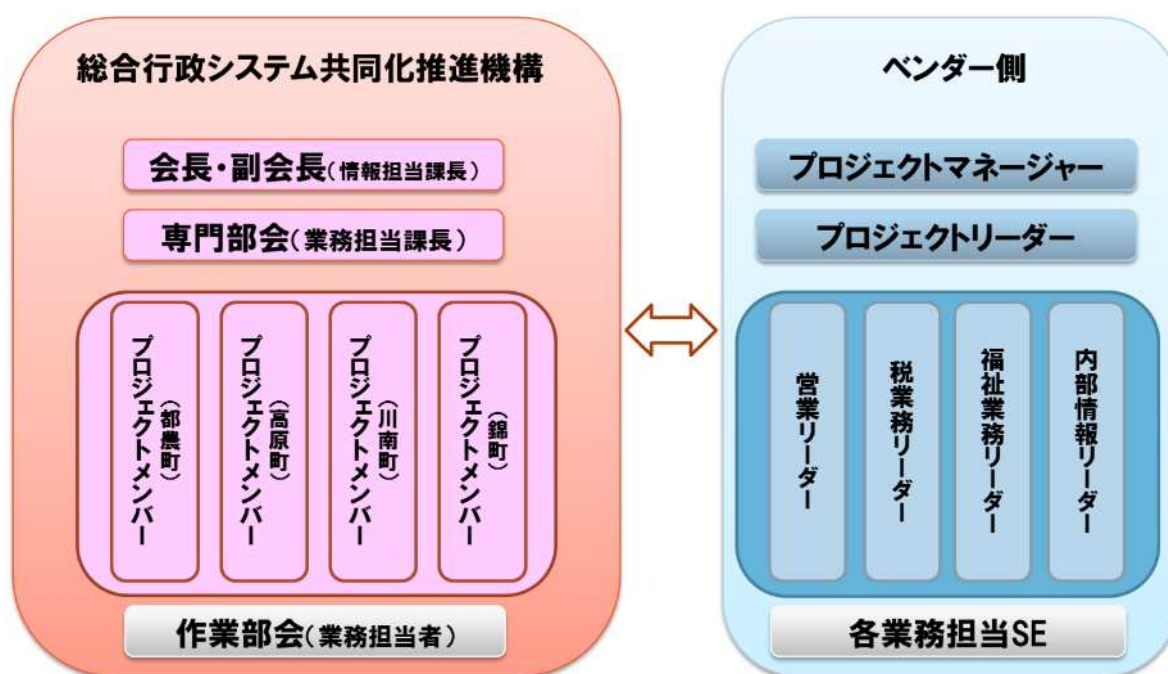 総合行政システム共同化推進機構
会長・副会長(情報担当課長)
専門部会(業務担当課長)
プロジェクトメンバー
(都農町)
プロジェクトメンバー
(高原町)
プロジェクトメンバー
(川南町)
プロジェクトメンバー
(錦町)
作業部会(業務担当者)
ベンダー側
プロジェクトマネージャー
プロジェクトリーダー
営業リーダー
税業務リーダー
福祉業務リーダー
内部情報リーダー
各業務担当SE